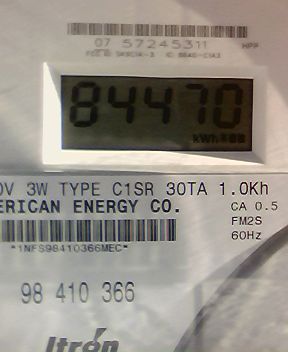 07 57245311
84470
kWh
0V 3W TYPE C1SR 30TA 1.0Kh
ERICAN ENERGY CO. CA 0.5
FM2S
60Hz
*1NFS98410366MEC*
98 410 366
Itrón